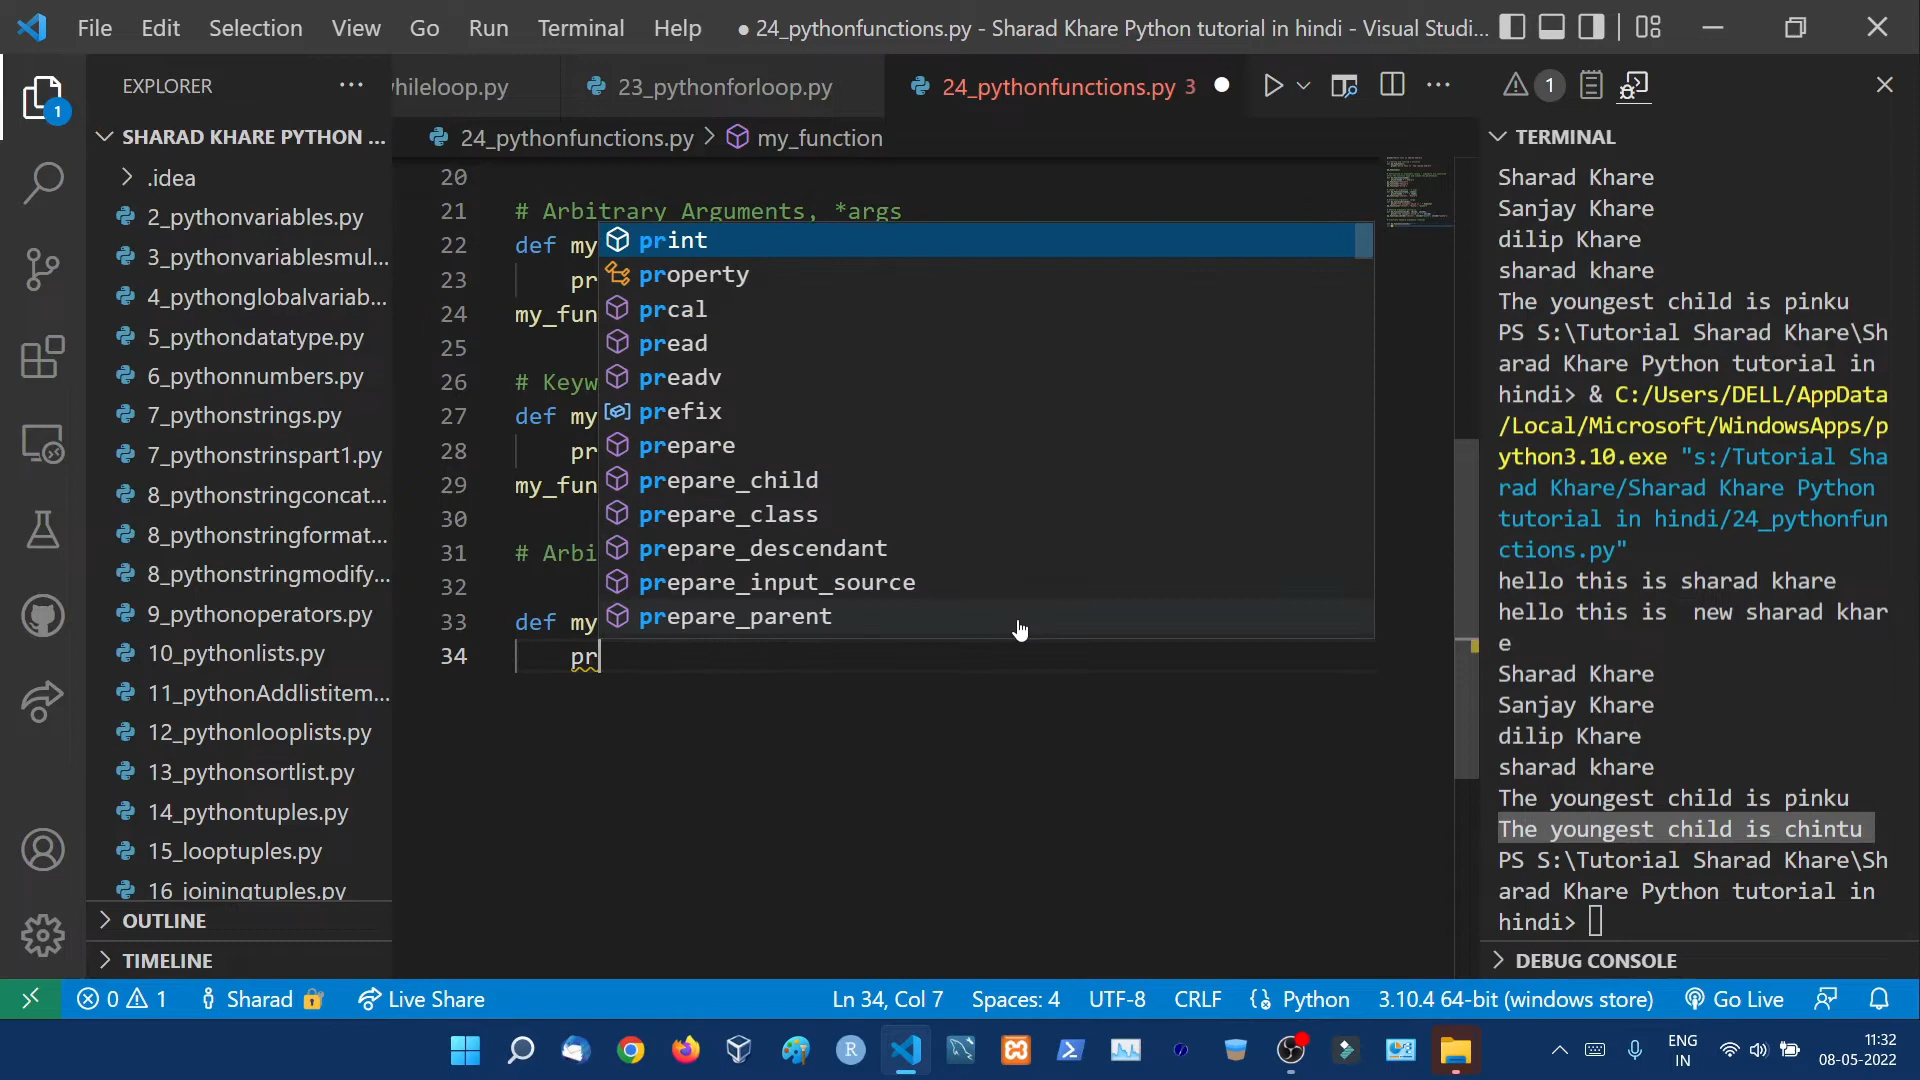 File Edit Selection View Go Run Terminal Help ● 24_pythonfunctions.py - Sharad Khare Python tutorial in hindi - Visual Studi...
EXPLORER
SHARAD KHARE PYTHON ...
.idea
2_pythonvariables.py
3_pythonvariablesmul...
4_pythonglobalvariab...
5_pythondatatype.py
6_pythonnumbers.py
7_pythonstrings.py
7_pythonstrinspart1.py
8_pythonstringconcat...
8_pythonstringformat...
8_pythonstringmodify...
9_pythonoperators.py
10_pythonlists.py
11_pythonAddlistitem...
12_pythonlooplists.py
13_pythonsortlist.py
14_pythontuples.py
15_looptuples.py
16_joiningtuples.py
OUTLINE
TIMELINE
hileloop.py 23_pythonforloop.py 24_pythonfunctions.py 3
24_pythonfunctions.py > my_function
20
21 # Arbitrary Arguments, *args
22 def my
23 pr
24 my_fun
25
26 # Keyw
27 def my
28 pr
29 my_fun
30
31 # Arbi
32
33 def my
34 pr
print
property
prcal
pread
preadv
prefix
prepare
prepare_child
prepare_class
prepare_descendant
prepare_input_source
prepare_parent
1
TERMINAL
Sharad Khare
Sanjay Khare
dilip Khare
sharad khare
The youngest child is pinku
PS S:\Tutorial Sharad Khare\Sh
arad Khare Python tutorial in
hindi> & C:/Users/DELL/AppData
/Local/Microsoft/WindowsApps/p
ython3.10.exe "s:/Tutorial Sha
rad Khare/Sharad Khare Python
tutorial in hindi/24_pythonfun
ctions.py"
hello this is sharad khare
hello this is  new sharad khar
e
Sharad Khare
Sanjay Khare
dilip Khare
sharad khare
The youngest child is pinku
The youngest child is chintu
PS S:\Tutorial Sharad Khare\Sh
arad Khare Python tutorial in
hindi>
DEBUG CONSOLE
0 1 Sharad Live Share Ln 34, Col 7 Spaces: 4 UTF-8 CRLF Python 3.10.4 64-bit (windows store) Go Live
ENG
IN
11:32
08-05-2022